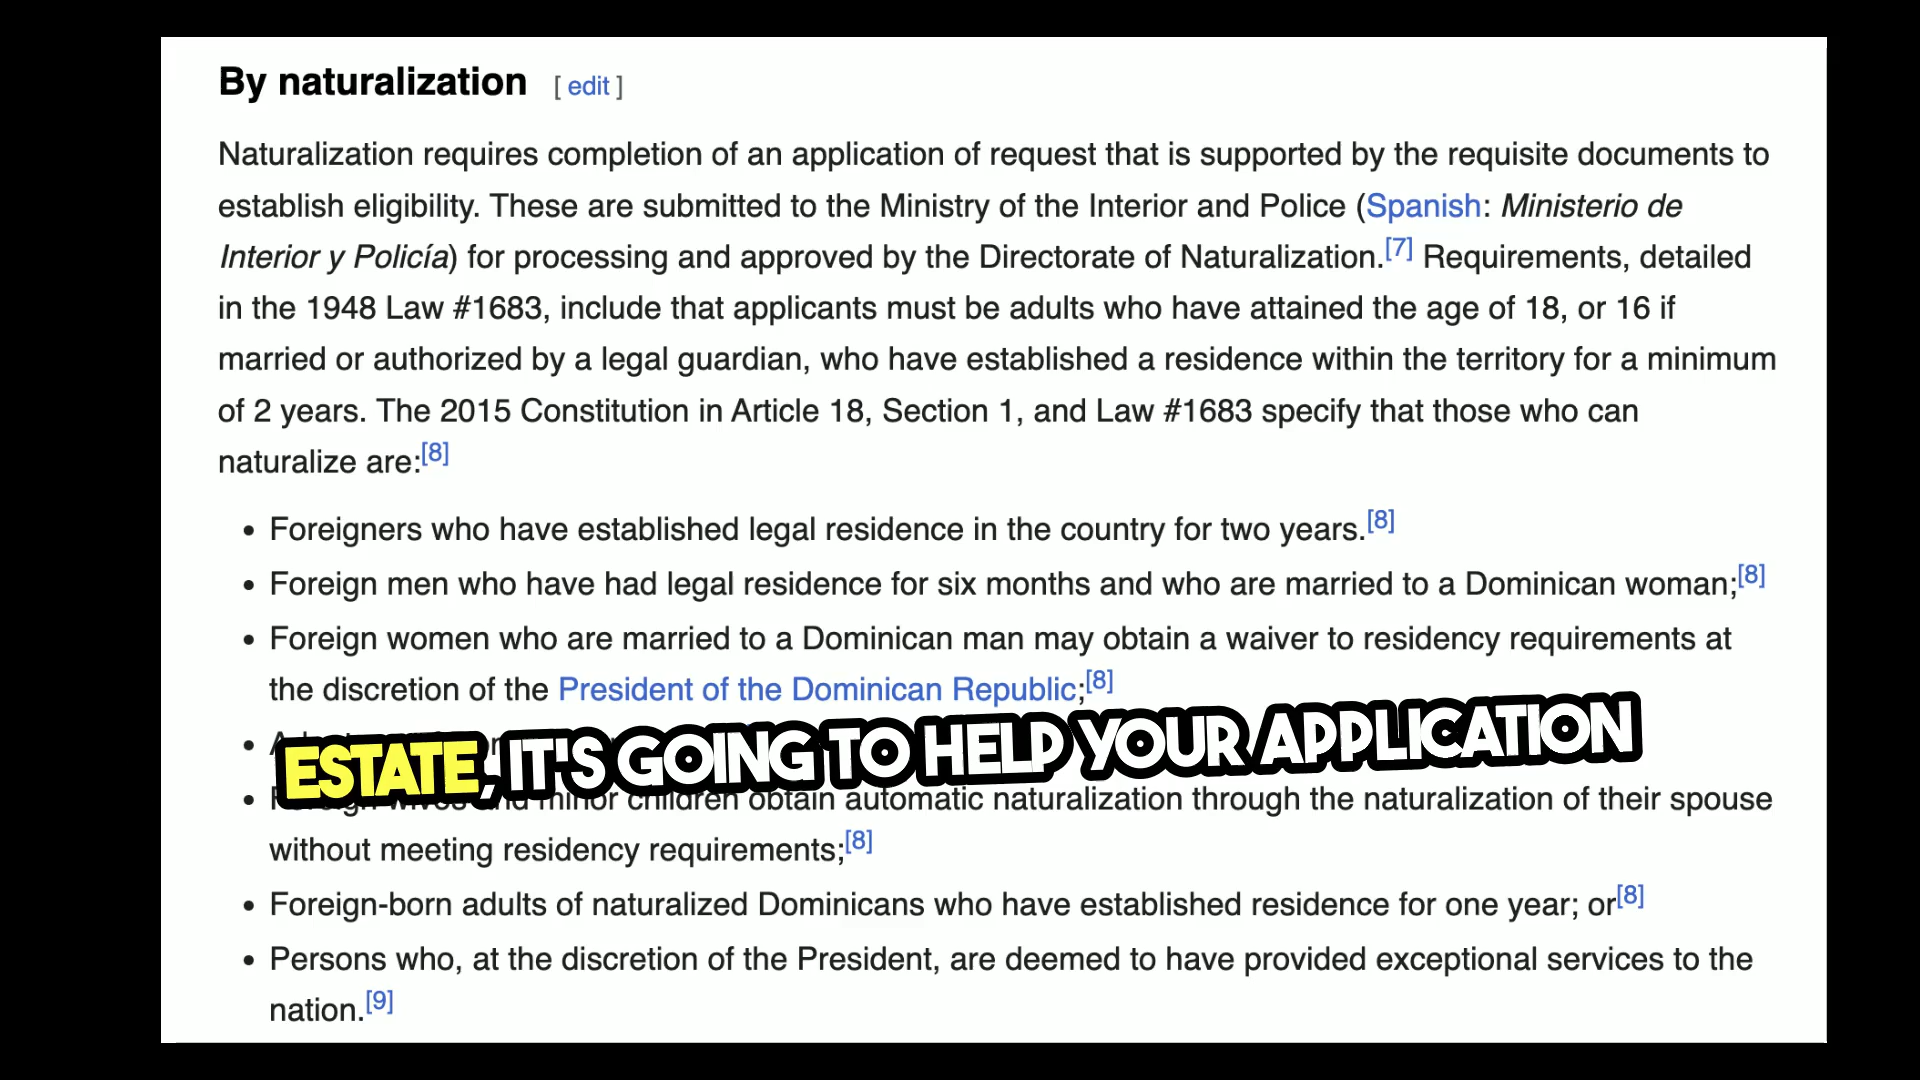 By naturalization [ edit ]
Naturalization requires completion of an application of request that is supported by the requisite documents to
establish eligibility. These are submitted to the Ministry of the Interior and Police (Spanish: Ministerio de
Interior y Policía) for processing and approved by the Directorate of Naturalization.[7] Requirements, detailed
in the 1948 Law #1683, include that applicants must be adults who have attained the age of 18, or 16 if
married or authorized by a legal guardian, who have established a residence within the territory for a minimum
of 2 years. The 2015 Constitution in Article 18, Section 1, and Law #1683 specify that those who can
naturalize are:[8]
• Foreigners who have established legal residence in the country for two years.[8]
• Foreign men who have had legal residence for six months and who are married to a Dominican woman;[8]
• Foreign women who are married to a Dominican man may obtain a waiver to residency requirements at
the discretion of the President of the Dominican Republic;[8]
ESTATE, IT'S GOING TO HELP YOUR APPLICATION
• Foreign wives and minor children obtain automatic naturalization through the naturalization of their spouse
without meeting residency requirements;[8]
• Foreign-born adults of naturalized Dominicans who have established residence for one year; or[8]
• Persons who, at the discretion of the President, are deemed to have provided exceptional services to the
nation.[9]